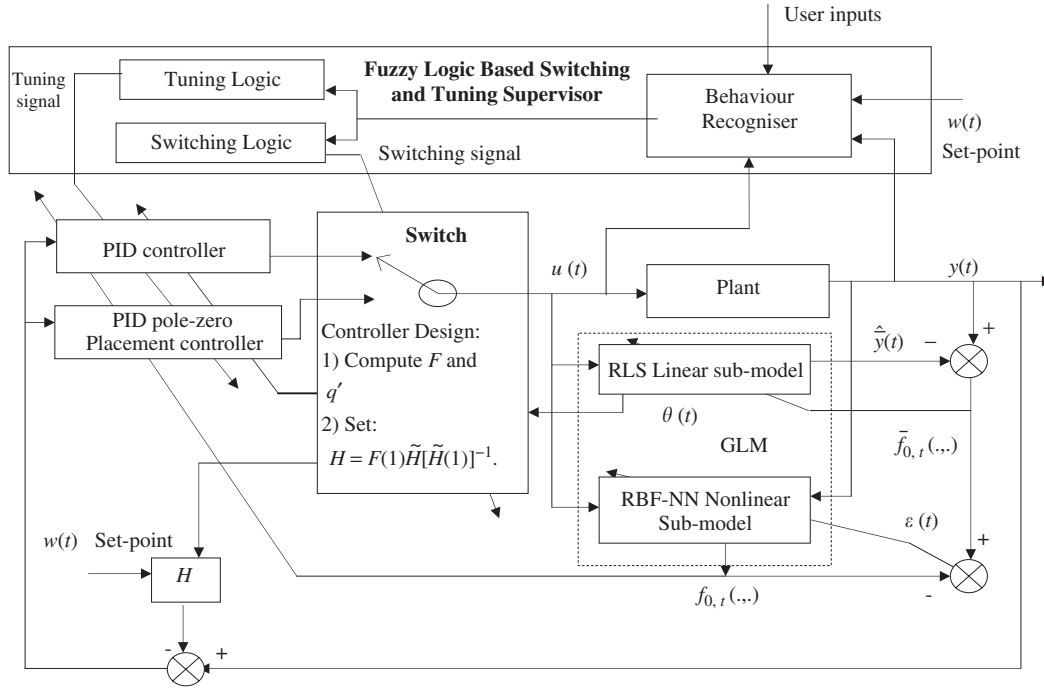 User inputs
Tuning
signal
Tuning Logic
Fuzzy Logic Based Switching
and Tuning Supervisor
Behaviour
Recogniser
w(t)
Set-point
Switching Logic
Switching signal
PID controller
Switch
u (t)
Plant
y(t)
PID pole-zero
Placement controller
Controller Design:
1) Compute F and
q′
2) Set:
H = F(1)H̃[H̃(1)]⁻¹.
RLS Linear sub-model
ŷ̄(t)
−
+
θ (t)
GLM
f̄₀, ₜ (.,.)
RBF-NN Nonlinear
Sub-model
ε (t)
+
-
f₀, ₜ (.,.)
w(t) Set-point
H
-
+